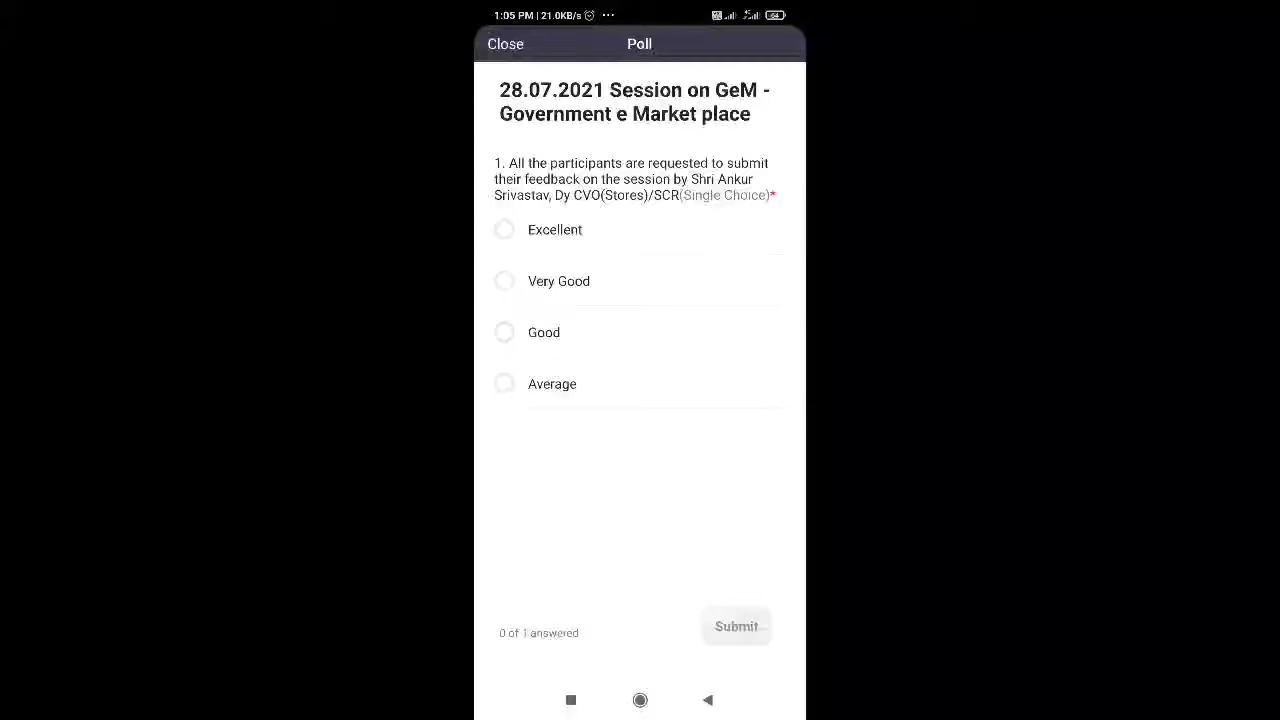 1:05 PM | 21.0KB/s ...
64
Close Poll
28.07.2021 Session on GeM -
Government e Market place
1. All the participants are requested to submit
their feedback on the session by Shri Ankur
Srivastav, Dy CVO(Stores)/SCR(Single Choice)*
Excellent
Very Good
Good
Average
0 of 1 answered
Submit